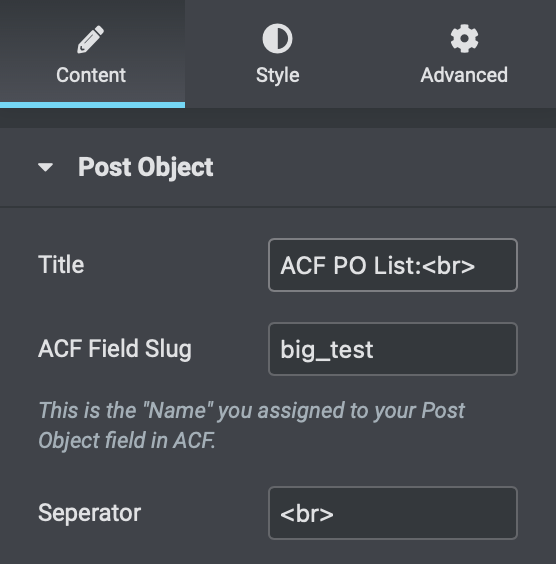 Content Style Advanced
Post Object
Title ACF PO List:<br>
ACF Field Slug big_test
This is the "Name" you assigned to your Post
Object field in ACF.
Seperator <br>